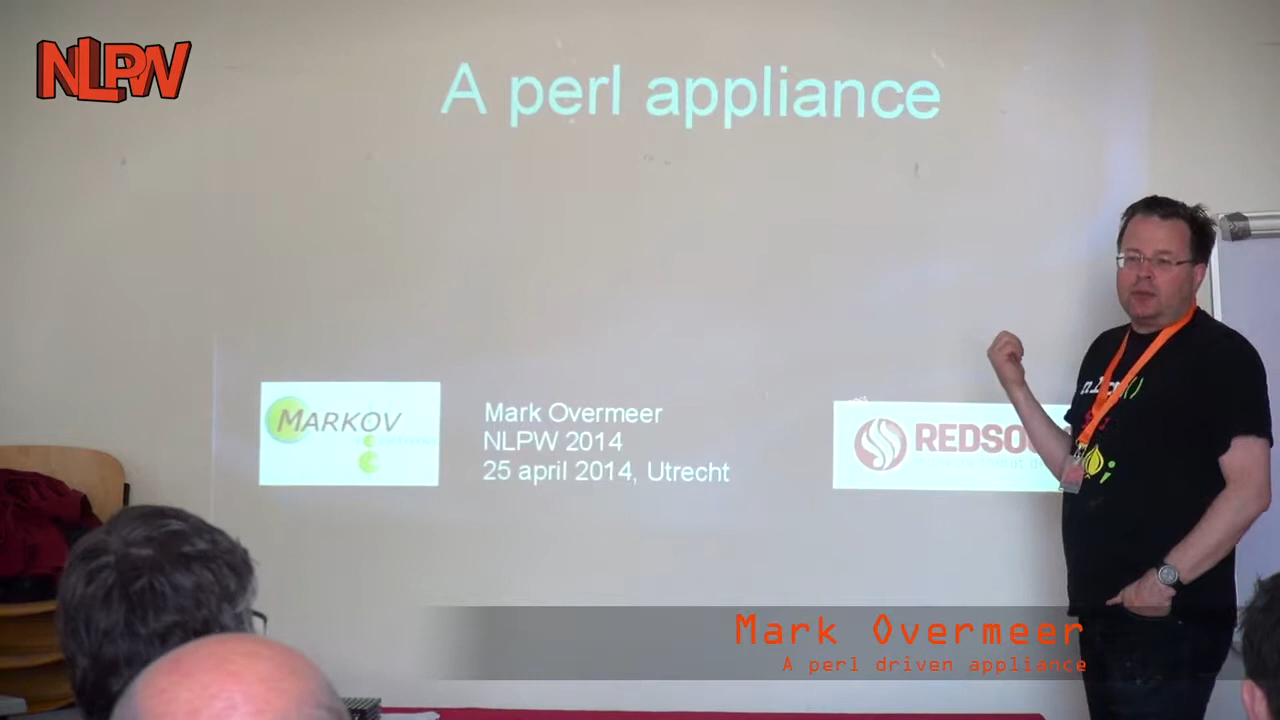 NLPW
A perl appliance
MARKOV
Mark Overmeer
NLPW 2014
25 april 2014, Utrecht
REDSO
Mark Overmeer
A perl driven appliance